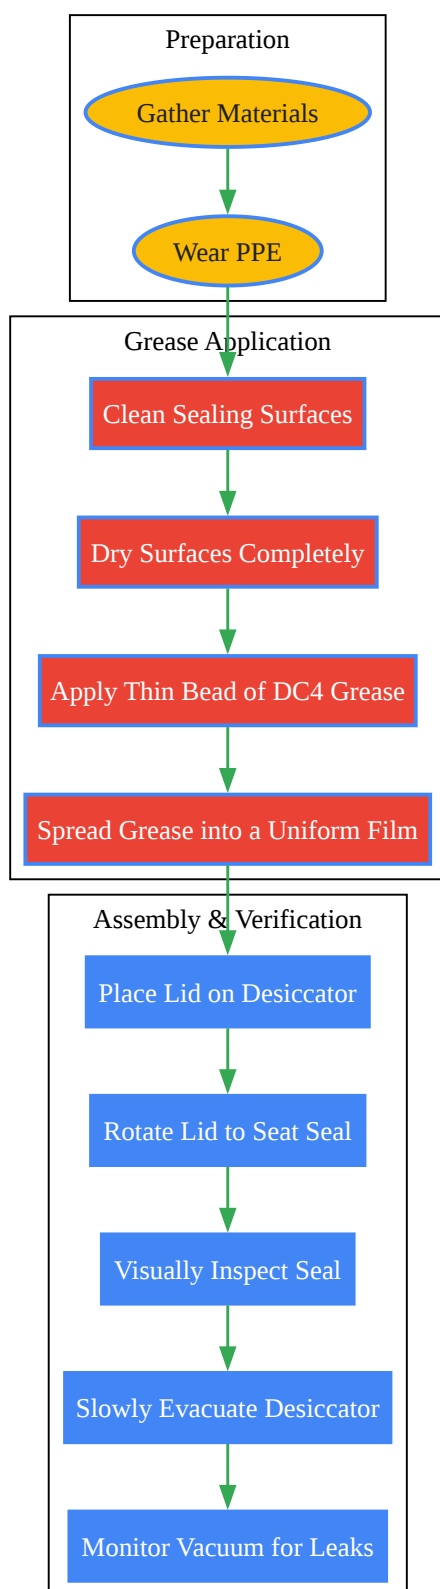 Preparation
Gather Materials
Wear PPE
Grease Application
Clean Sealing Surfaces
Dry Surfaces Completely
Apply Thin Bead of DC4 Grease
Spread Grease into a Uniform Film
Assembly & Verification
Place Lid on Desiccator
Rotate Lid to Seat Seal
Visually Inspect Seal
Slowly Evacuate Desiccator
Monitor Vacuum for Leaks